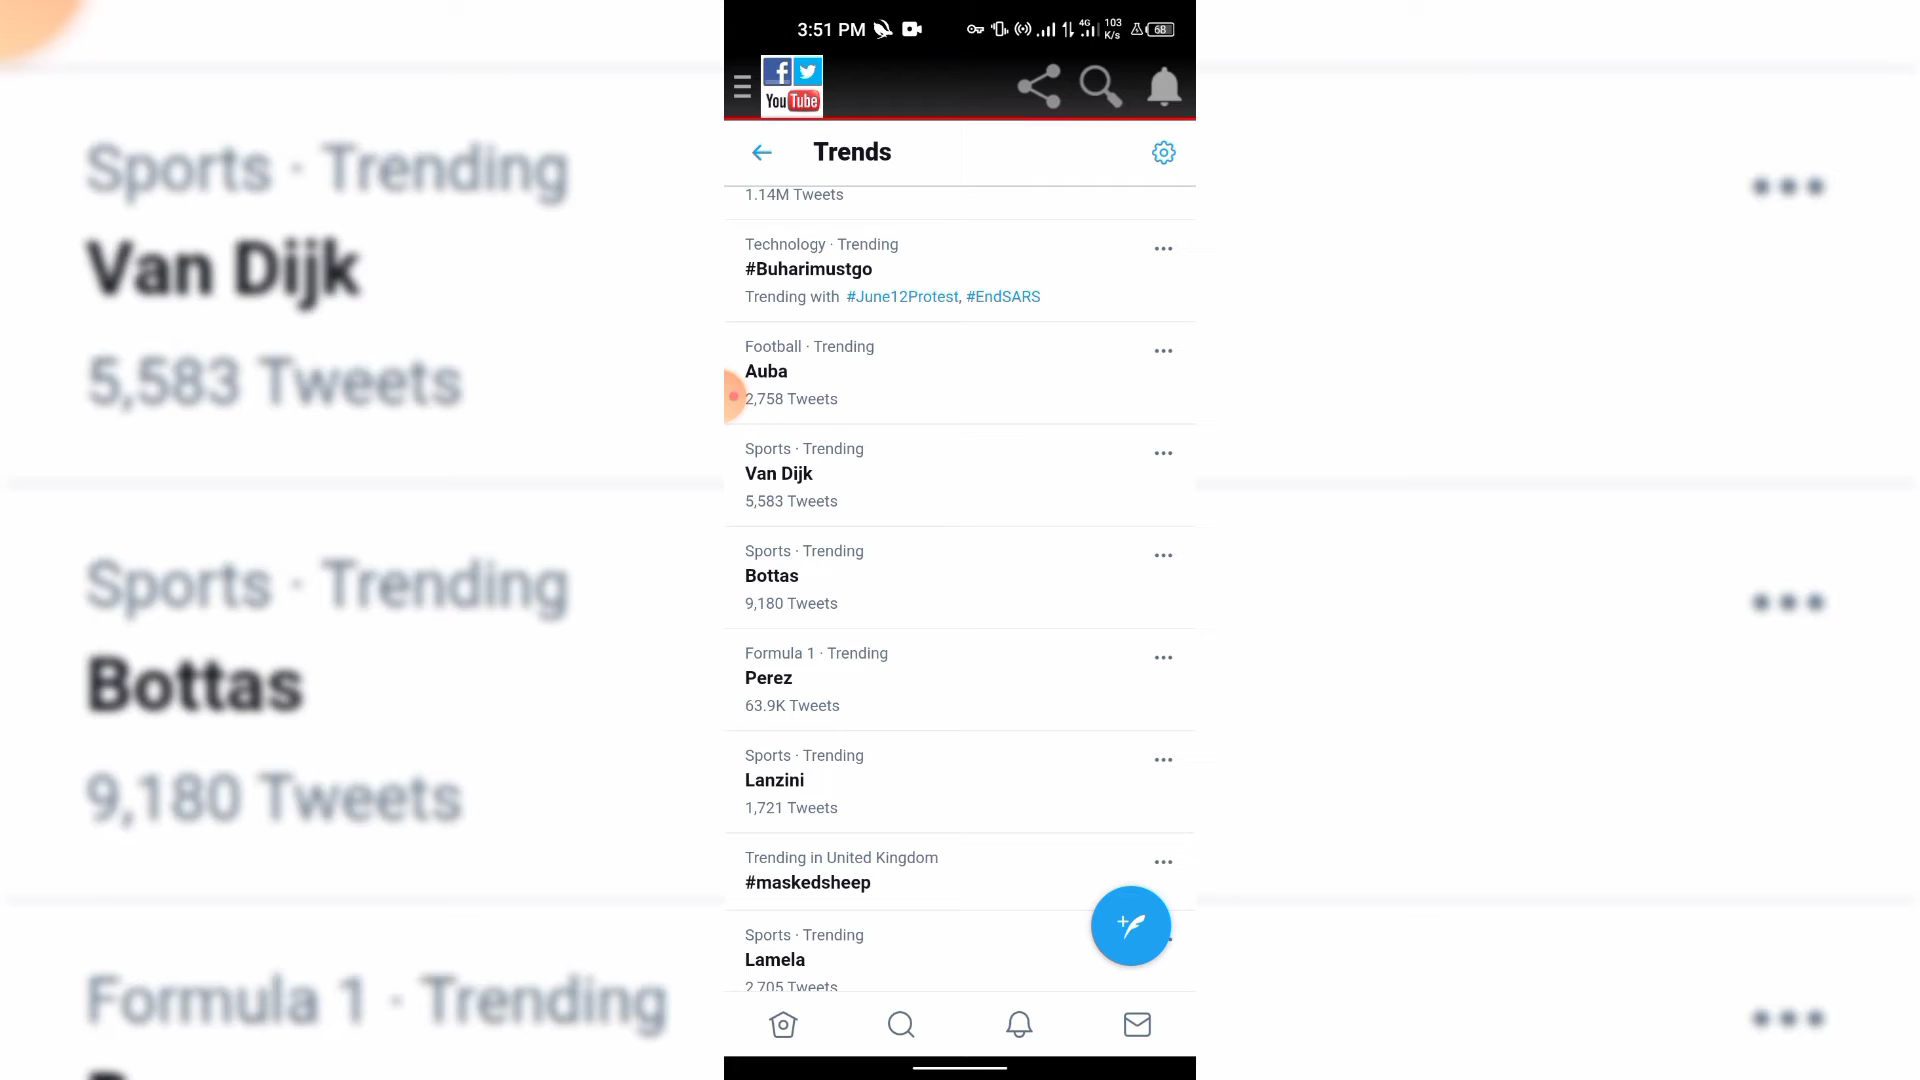 3:51 PM
4G
103
K/s
68
f
You Tube
Trends
1.14M Tweets
Technology · Trending
#Buharimustgo
Trending with #June12Protest, #EndSARS
Football · Trending
Auba
2,758 Tweets
Sports · Trending
Van Dijk
5,583 Tweets
Sports · Trending
Bottas
9,180 Tweets
Formula 1 · Trending
Perez
63.9K Tweets
Sports · Trending
Lanzini
1,721 Tweets
Trending in United Kingdom
#maskedsheep
Sports · Trending
Lamela
2,705 Tweets
Sports · Trending
Van Dijk
5,583 Tweets
Sports · Trending
Bottas
9,180 Tweets
Formula 1 · Trending